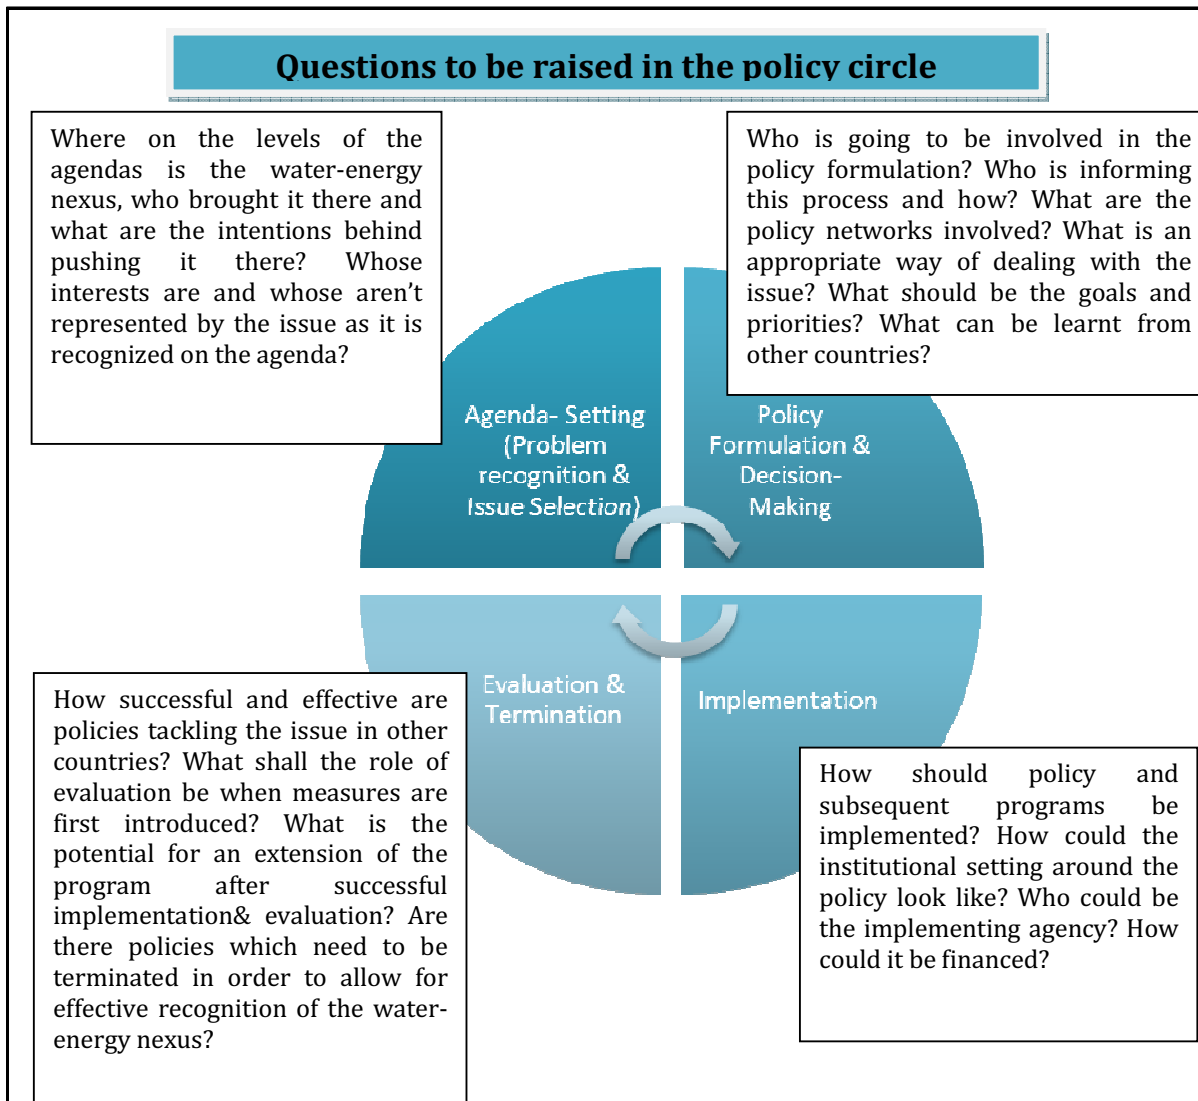 Questions to be raised in the policy circle
Where on the levels of the
agendas is the water-energy
nexus, who brought it there and
what are the intentions behind
pushing it there? Whose
interests are and whose aren't
represented by the issue as it is
recognized on the agenda?
Who is going to be involved in the
policy formulation? Who is informing
this process and how? What are the
policy networks involved? What is an
appropriate way of dealing with the
issue? What should be the goals and
priorities? What can be learnt from
other countries?
Agenda- Setting
(Problem
recognition &
Issue Selection)
Policy
Formulation &
Decision-
Making
Evaluation &
Termination
Implementation
How successful and effective are
policies tackling the issue in other
countries? What shall the role of
evaluation be when measures are
first introduced? What is the
potential for an extension of the
program after successful
implementation& evaluation? Are
there policies which need to be
terminated in order to allow for
effective recognition of the water-
energy nexus?
How should policy and
subsequent programs be
implemented? How could the
institutional setting around the
policy look like? Who could be
the implementing agency? How
could it be financed?